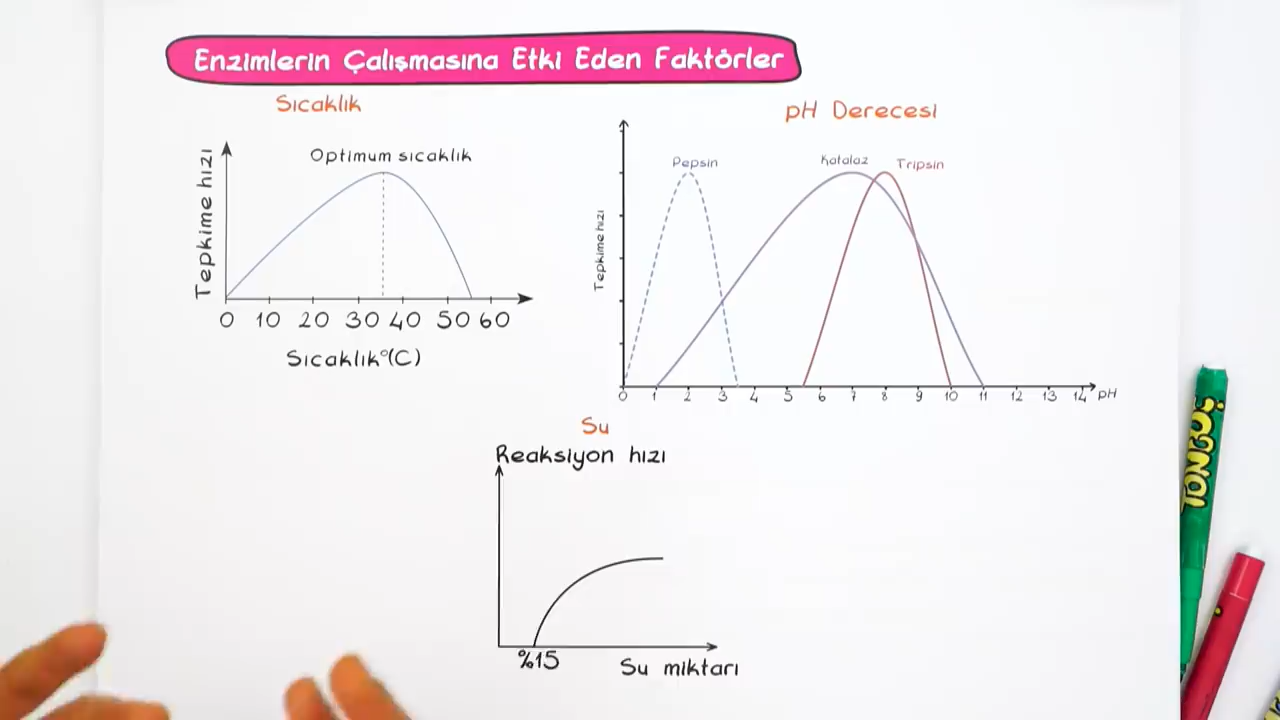 Enzimlerin Çalışmasına Etki Eden Faktörler
Sıcaklık
Optimum sıcaklık
Tepkime hızı
0 10 20 30 40 50 60
Sıcaklık°(C)
pH Derecesi
Pepsin
Katalaz
Tripsin
Tepkime hızı
0 1 2 3 4 5 6 7 8 9 10 11 12 13 14 pH
Su
Reaksiyon hızı
%15
Su miktarı
TONGUÇ